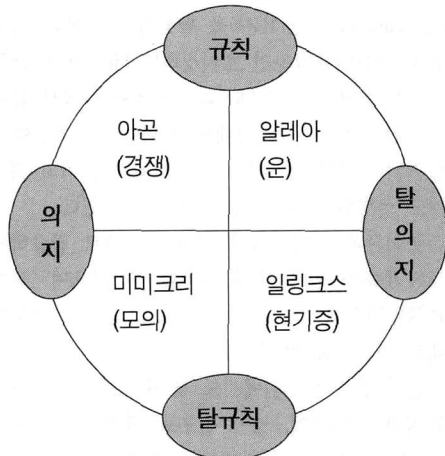 규칙
아곤
(경쟁)
알레아
(운)
의
지
탈
의
지
미미크리
(모의)
일링크스
(현기증)
탈규칙